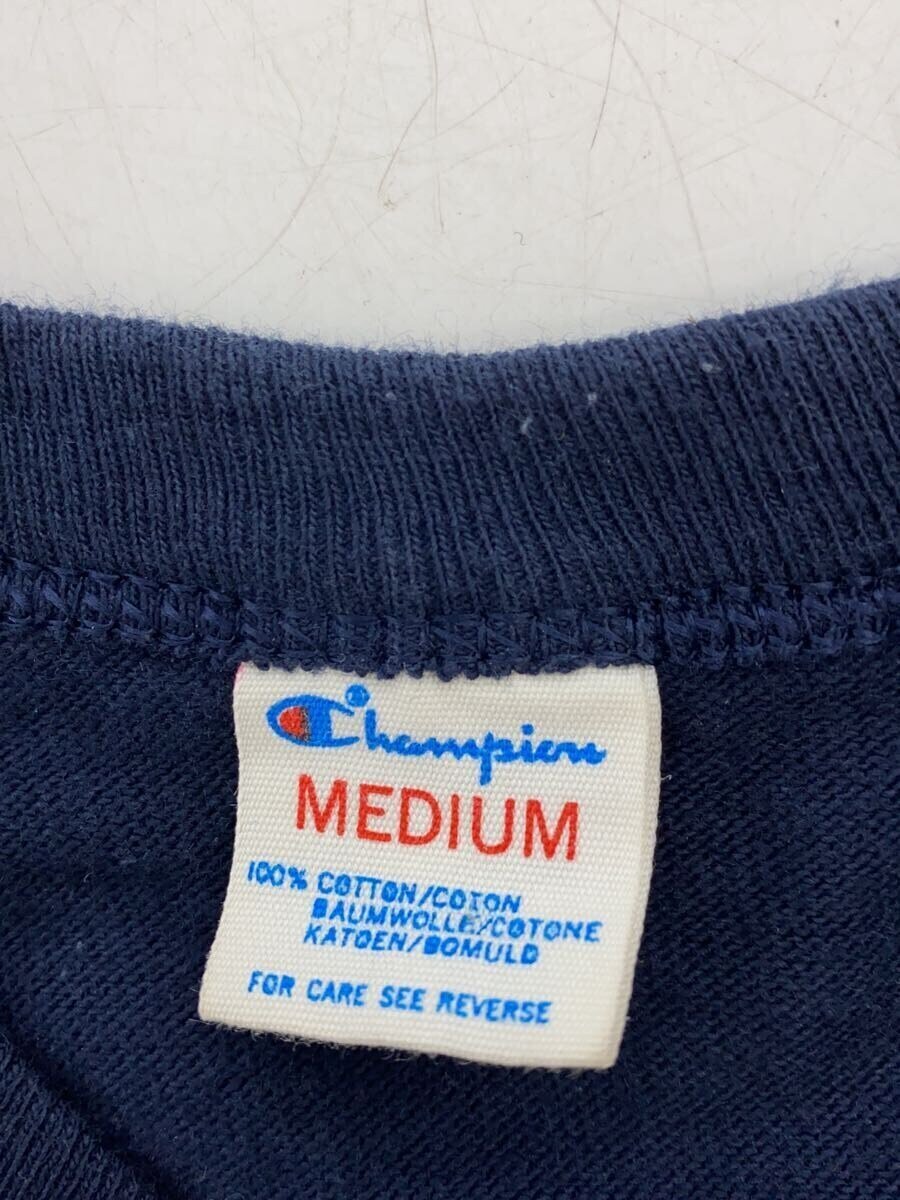 Champion
MEDIUM
100% COTTON/COTON
BAUMWOLLE/COTONE
KATOEN/BOMULD
FOR CARE SEE REVERSE